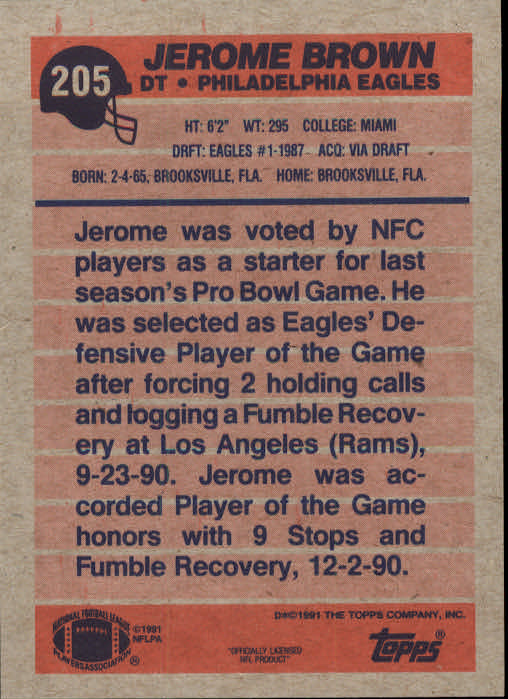 205
JEROME BROWN
DT • PHILADELPHIA EAGLES
HT: 6'2" WT: 295 COLLEGE: MIAMI
DRFT: EAGLES #1-1987 ACQ: VIA DRAFT
BORN: 2-4-65, BROOKSVILLE, FLA. HOME: BROOKSVILLE, FLA.
Jerome was voted by NFC
players as a starter for last
season's Pro Bowl Game. He
was selected as Eagles' De-
fensive Player of the Game
after forcing 2 holding calls
and logging a Fumble Recov-
ery at Los Angeles (Rams),
9-23-90. Jerome was ac-
corded Player of the Game
honors with 9 Stops and
Fumble Recovery, 12-2-90.
NATIONAL FOOTBALL LEAGUE
PLAYERS ASSOCIATION
®
©1991
NFLPA
D※©1991 THE TOPPS COMPANY, INC.
"OFFICIALLY LICENSED
NFL PRODUCT"
topps®